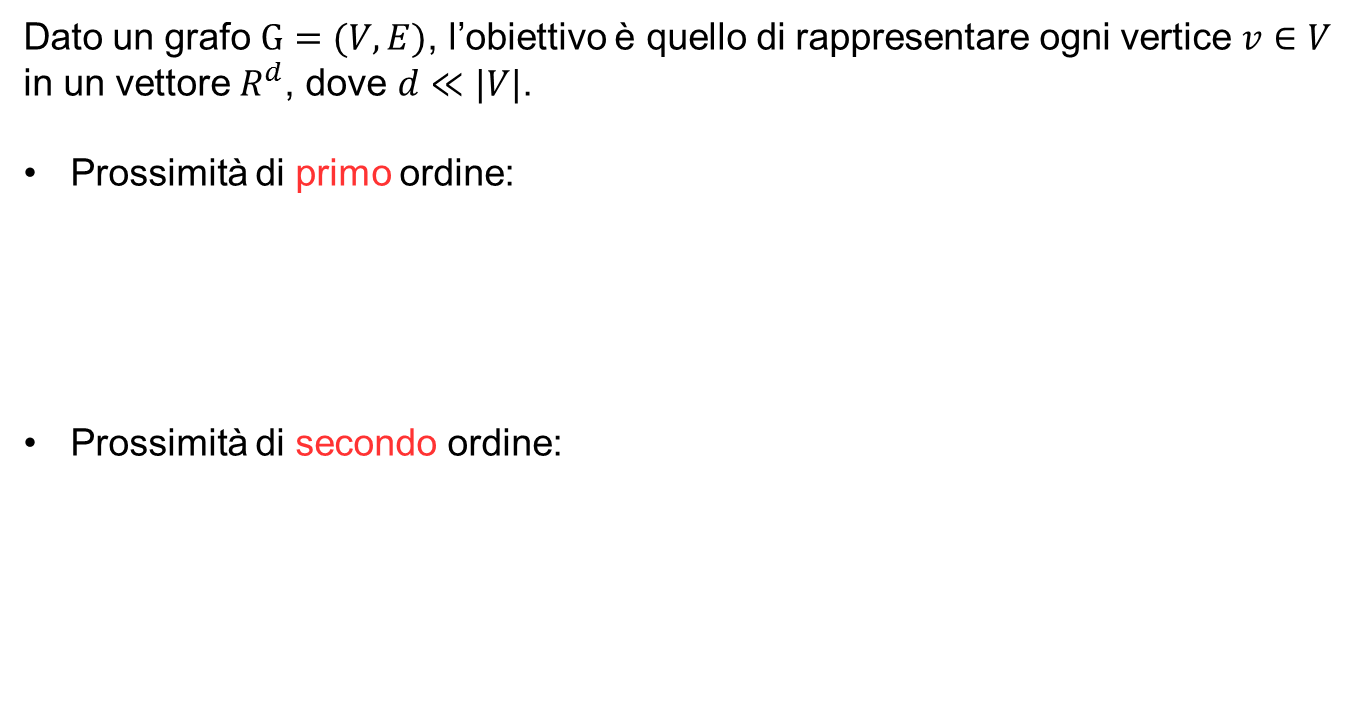 Dato un grafo G = (V, E), l’obiettivo è quello di rappresentare ogni vertice v ∈ V
in un vettore R^d, dove d ≪ |V|.
• Prossimità di primo ordine:
• Prossimità di secondo ordine: